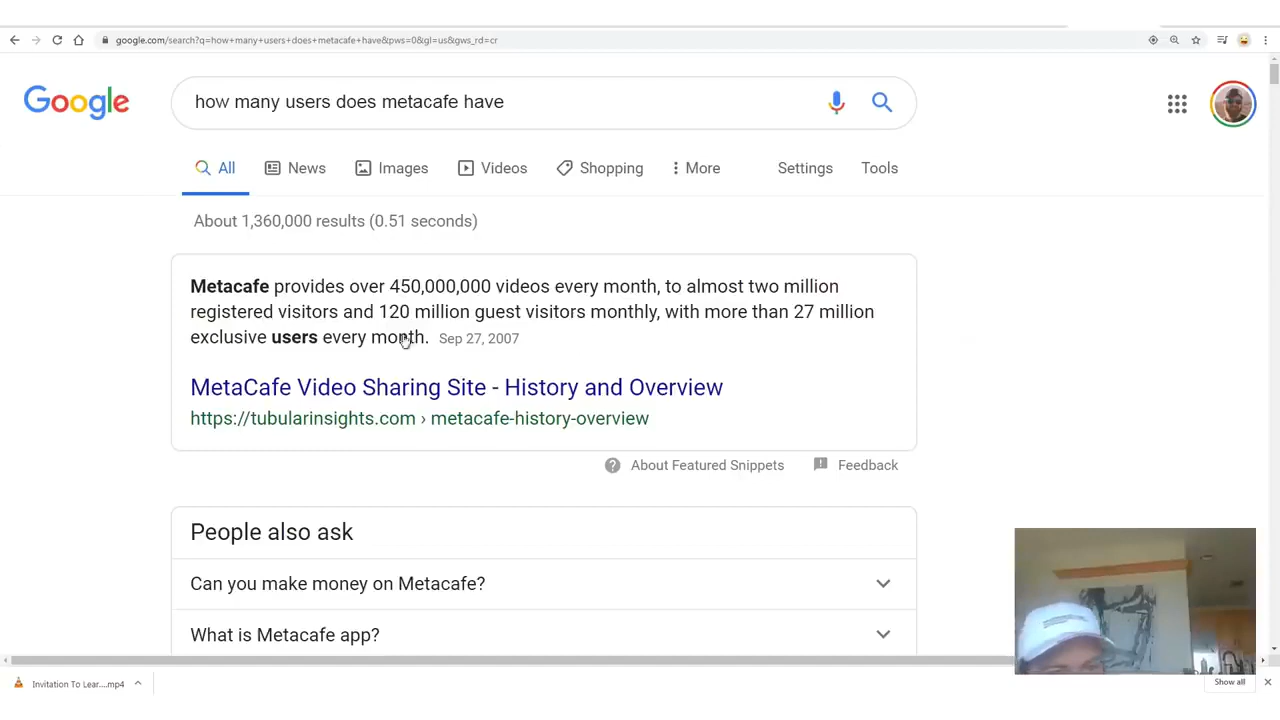 google.com/search?q=how+many+users+does+metacafe+have&pws=0&gl=us&gws_rd=cr
Google
how many users does metacafe have
All News Images Videos Shopping More Settings Tools
About 1,360,000 results (0.51 seconds)
Metacafe provides over 450,000,000 videos every month, to almost two million
registered visitors and 120 million guest visitors monthly, with more than 27 million
exclusive users every month. Sep 27, 2007
MetaCafe Video Sharing Site - History and Overview
https://tubularinsights.com › metacafe-history-overview
About Featured Snippets Feedback
People also ask
Can you make money on Metacafe?
What is Metacafe app?
Invitation To Lear....mp4
Show all